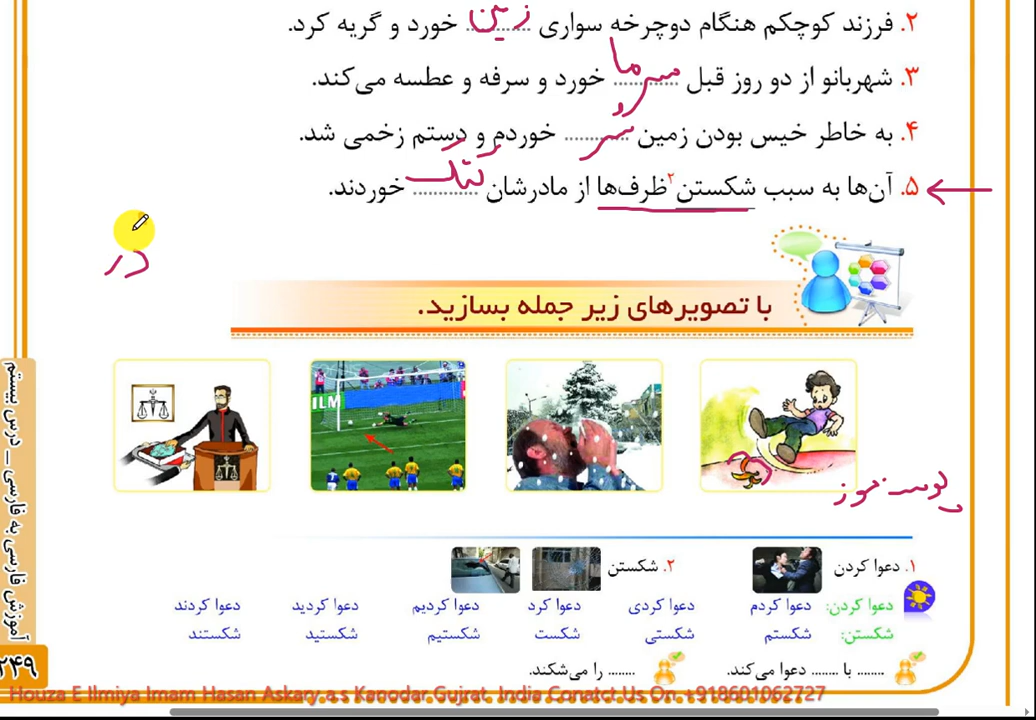 ۲. فرزند کوچکم هنگام دوچرخه سواری زمین خورد و گریه کرد.
۳. شهربانو از دو روز قبل سرما خورد و سرفه و عطسه می‌کند.
۴. به خاطر خیس بودن زمین سُر خوردم و دستم زخمی شد.
۵. آن‌ها به سبب شکستن۲ ظرف‌ها از مادرشان کتک خوردند.
با تصویرهای زیر جمله بسازید.
ILM
پوست موز
۱. دعوا کردن
۲. شکستن
دعوا کردن: دعوا کردم دعوا کردی دعوا کرد دعوا کردیم دعوا کردید دعوا کردند
شکستن: شکستم شکستی شکست شکستیم شکستید شکستند
........ با ........ دعوا می‌کند.
........ را می‌شکند.
آموزش فارسی به فارسی – درس بیستم
۲۴۹
Houza E Ilmiya Imam Hasan Askary,a.s Kanodar,Gujrat, India Conatct Us On +918601062727